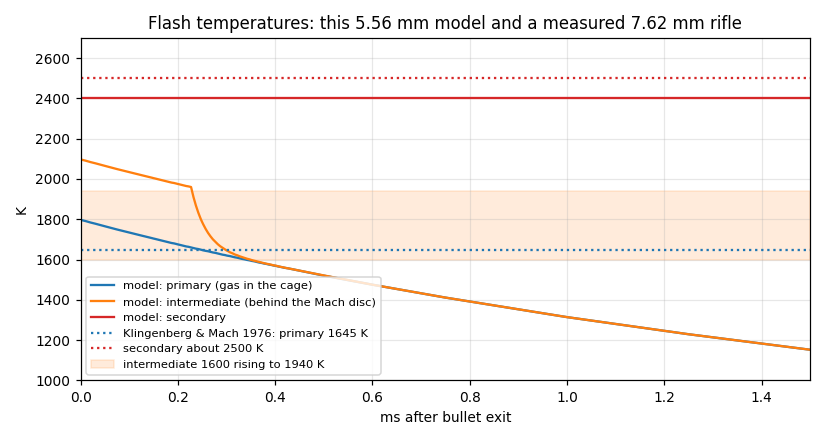 Flash temperatures: this 5.56 mm model and a measured 7.62 mm rifle
K
2600
2400
2200
2000
1800
1600
1400
1200
1000
model: primary (gas in the cage)
model: intermediate (behind the Mach disc)
model: secondary
Klingenberg & Mach 1976: primary 1645 K
secondary about 2500 K
intermediate 1600 rising to 1940 K
0.0 0.2 0.4 0.6 0.8 1.0 1.2 1.4
ms after bullet exit